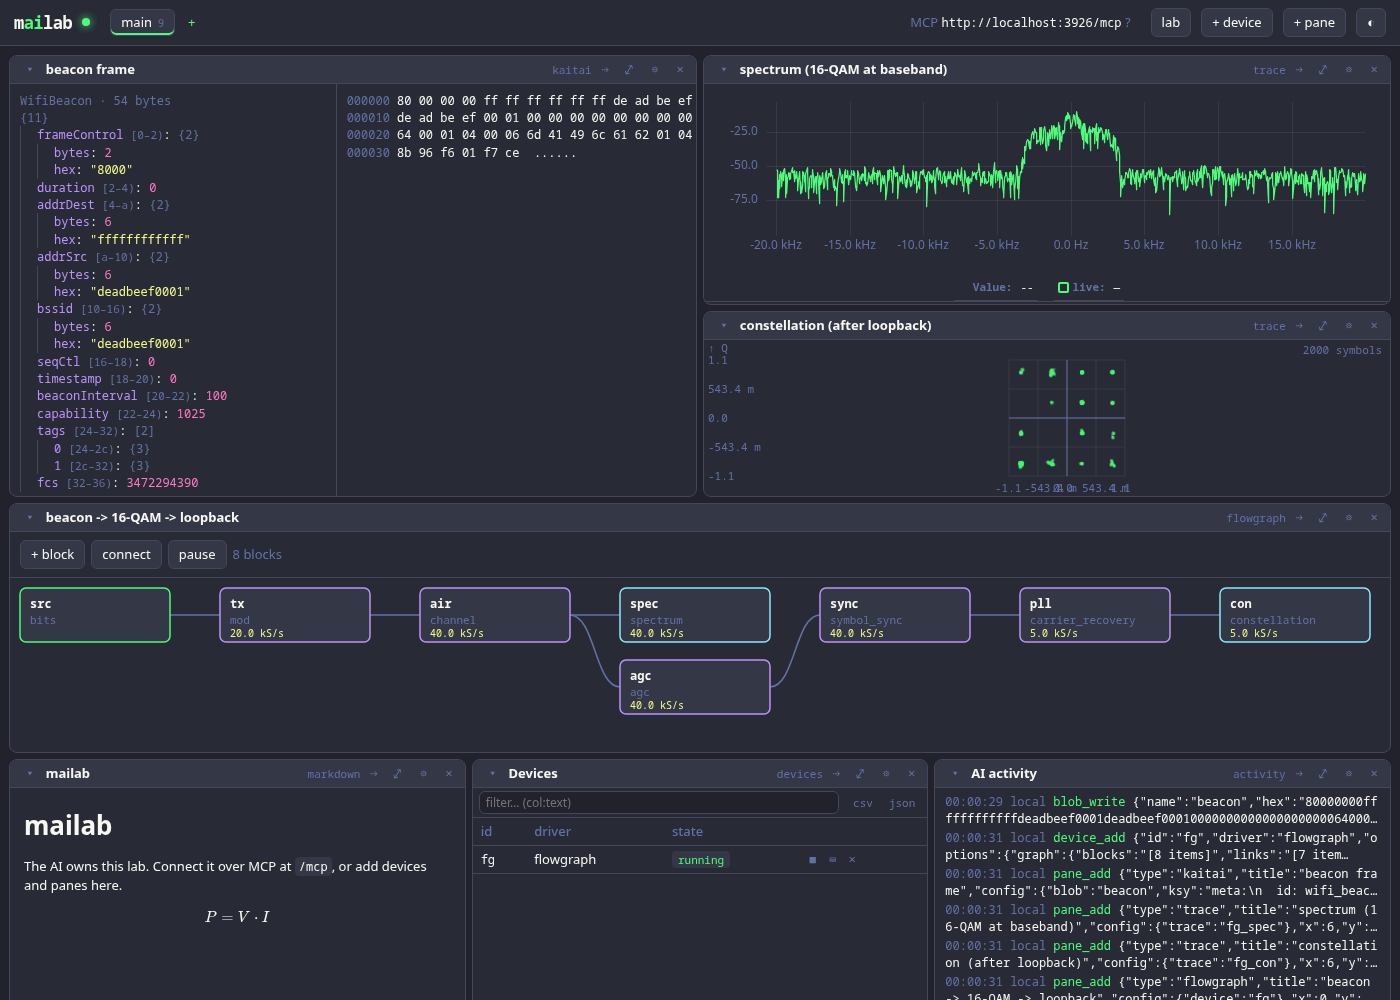 mailab
main 9
+
MCP http://localhost:3926/mcp ?
lab
+ device
+ pane
beacon frame
kaitai
WifiBeacon · 54 bytes
{11}
frameControl [0–2): {2}
bytes: 2
hex: "8000"
duration [2–4): 0
addrDest [4–a): {2}
bytes: 6
hex: "ffffffffffff"
addrSrc [a–10): {2}
bytes: 6
hex: "deadbeef0001"
bssid [10–16): {2}
bytes: 6
hex: "deadbeef0001"
seqCtl [16–18): 0
timestamp [18–20): 0
beaconInterval [20–22): 100
capability [22–24): 1025
tags [24–32): [2]
0 [24–2c): {3}
1 [2c–32): {3}
fcs [32–36): 3472294390
000000 80 00 00 00 ff ff ff ff ff ff de ad be ef
000010 de ad be ef 00 01 00 00 00 00 00 00 00 00
000020 64 00 01 04 00 06 6d 41 49 6c 61 62 01 04
000030 8b 96 f6 01 f7 ce ......
spectrum (16-QAM at baseband)
trace
-25.0
-50.0
-75.0
-20.0 kHz -15.0 kHz -10.0 kHz -5.0 kHz 0.0 Hz 5.0 kHz 10.0 kHz 15.0 kHz
Value: -- live: —
constellation (after loopback)
trace
↑ Q
2000 symbols
1.1
543.4 m
0.0
-543.4 m
-1.1
-1.1
543.4
beacon -> 16-QAM -> loopback
flowgraph
+ block
connect
pause
8 blocks
src
bits
tx
mod
20.0 kS/s
air
channel
40.0 kS/s
spec
spectrum
40.0 kS/s
sync
symbol_sync
40.0 kS/s
pll
carrier_recovery
5.0 kS/s
con
constellation
5.0 kS/s
agc
agc
40.0 kS/s
mailab
markdown
mailab
The AI owns this lab. Connect it over MCP at /mcp, or add devices
and panes here.
P = V · I
Devices
devices
filter... (col:text)
csv json
id driver state
fg flowgraph running
AI activity
activity
00:00:29 local blob_write {"name":"beacon","hex":"80000000ff
ffffffffffdeadbeef0001deadbeef00010000000000000000000064000…
00:00:31 local device_add {"id":"fg","driver":"flowgraph","o
ptions":{"graph":{"blocks":"[8 items]","links":"[7 item…
00:00:31 local pane_add {"type":"kaitai","title":"beacon fra
me","config":{"blob":"beacon","ksy":"meta:\n  id: wifi_beac…
00:00:31 local pane_add {"type":"trace","title":"spectrum (1
6-QAM at baseband)","config":{"trace":"fg_spec"},"x":6,"y":…
00:00:31 local pane_add {"type":"trace","title":"constellati
on (after loopback)","config":{"trace":"fg_con"},"x":6,"y":…
00:00:31 local pane_add {"type":"flowgraph","title":"beacon
-> 16-QAM -> loopback","config":{"device":"fg"},"x":0,"y":